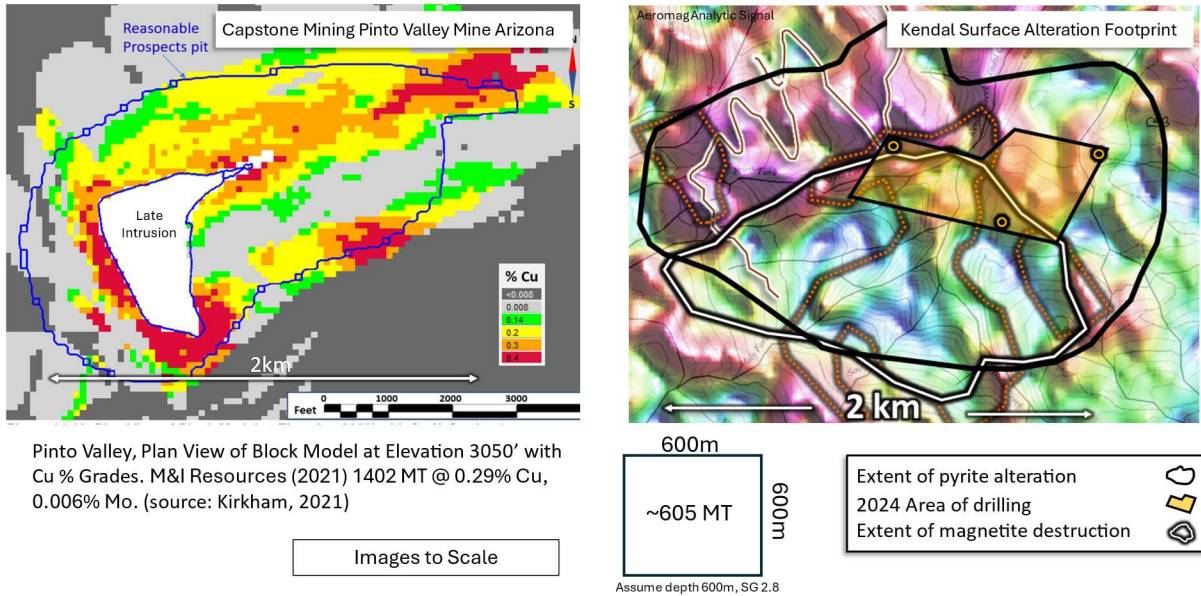 Capstone Mining Pinto Valley Mine Arizona
Reasonable
Prospects pit
N
S
Late
Intrusion
% Cu
<0.008
0.008
0.14
0.2
0.3
0.4
2km
Feet
0 1000 2000 3000
Pinto Valley, Plan View of Block Model at Elevation 3050' with
Cu % Grades. M&I Resources (2021) 1402 MT @ 0.29% Cu,
0.006% Mo. (source: Kirkham, 2021)
Images to Scale
Aeromag Analytic Signal
Kendal Surface Alteration Footprint
2 km
600m
~605 MT
600m
Assume depth 600m, SG 2.8
Extent of pyrite alteration
2024 Area of drilling
Extent of magnetite destruction